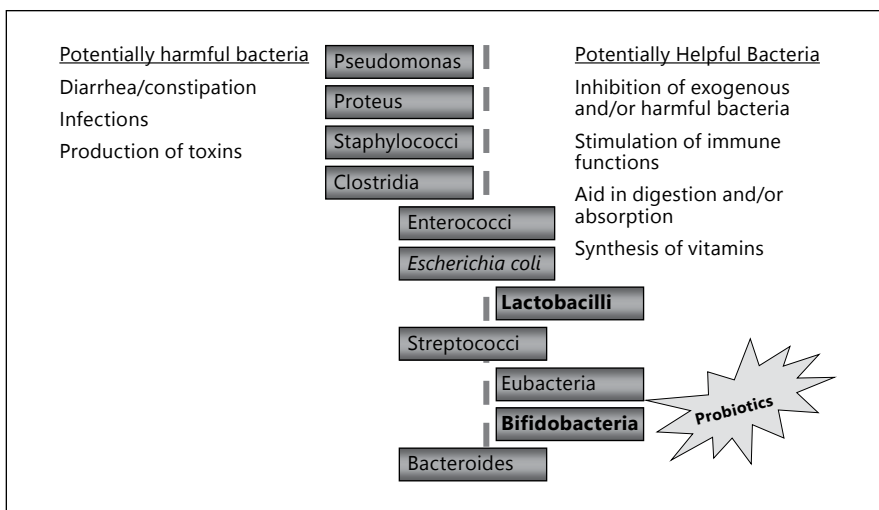 Potentially harmful bacteria
Diarrhea/constipation
Infections
Production of toxins
Pseudomonas
Proteus
Staphylococci
Clostridia
Enterococci
Escherichia coli
Lactobacilli
Streptococci
Eubacteria
Bifidobacteria
Bacteroides
Potentially Helpful Bacteria
Inhibition of exogenous
and/or harmful bacteria
Stimulation of immune
functions
Aid in digestion and/or
absorption
Synthesis of vitamins
Probiotics